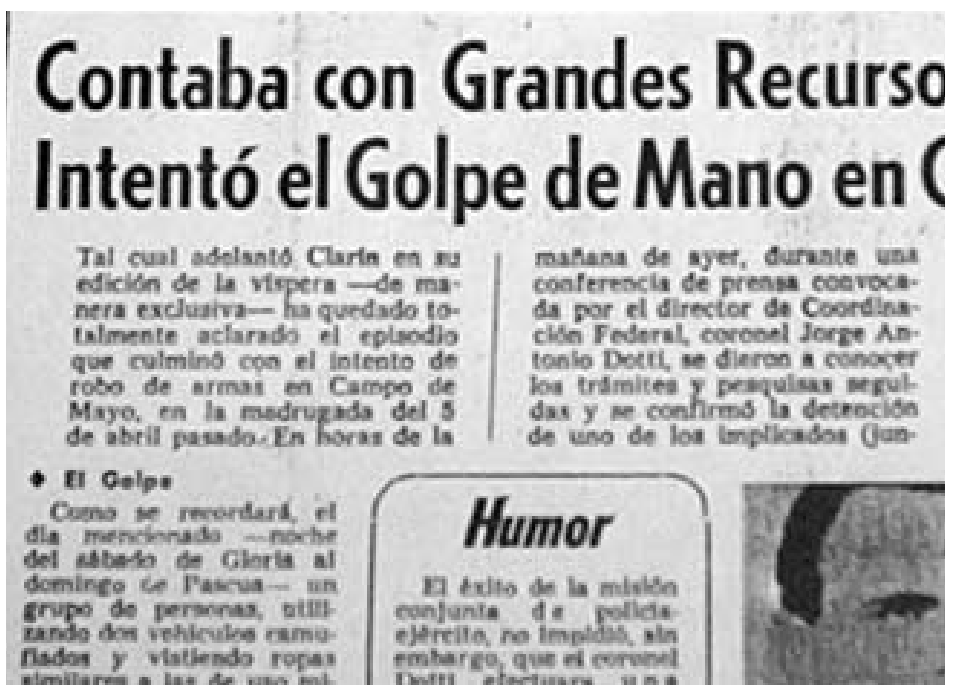 Contaba con Grandes Recurso
Intentó el Golpe de Mano en C
Tal cual adelantó Clarín en su
edición de la víspera —de ma-
nera exclusiva— ha quedado to-
talmente aclarado el episodio
que culminó con el intento de
robo de armas en Campo de
Mayo, en la madrugada del 5
de abril pasado. En horas de la
mañana de ayer, durante una
conferencia de prensa convoca-
da por el director de Coordina-
ción Federal, coronel Jorge An-
tonio Dotti, se dieron a conocer
los trámites y pesquisas segui-
das y se confirmó la detención
de uno de los implicados (jun-
♦ El Golpe
Como se recordará, el
día mencionado —noche
del sábado de Gloria al
domingo de Pascua— un
grupo de personas, utili-
zando dos vehículos camu-
flados y vistiendo ropas
similares a las de uso mi-
Humor
El éxito de la misión
conjunta de policía-
ejército, no impidió, sin
embargo, que el coronel
Dotti efectuara una